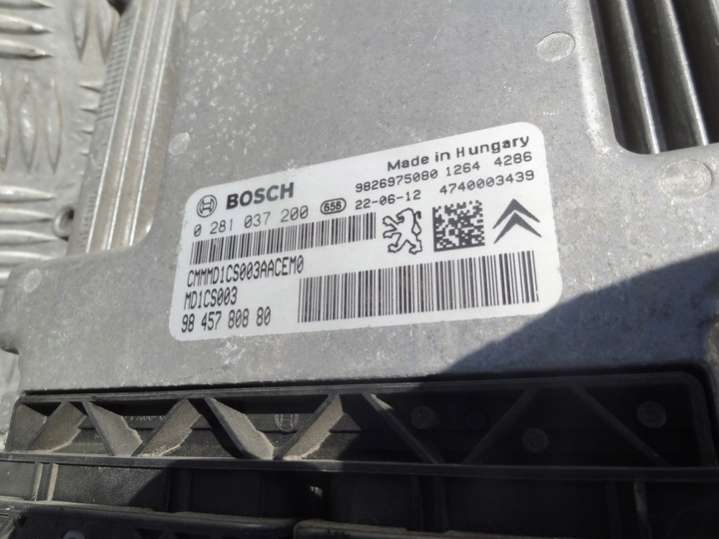 Made in Hungary
BOSCH
9826975080 1264 4286
0 281 037 200 658 22-06-12 4740003439
CMMMD1CS003AACEM0
MD1CS003
98 457 808 80